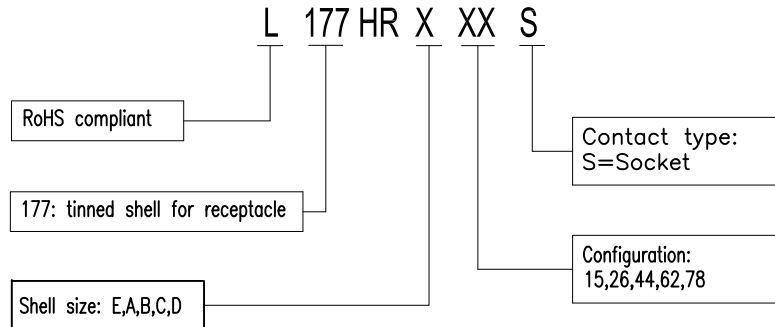 L 177 HR X XX S
RoHS compliant
Contact type:
S=Socket
177: tinned shell for receptacle
Configuration:
15,26,44,62,78
Shell size: E,A,B,C,D